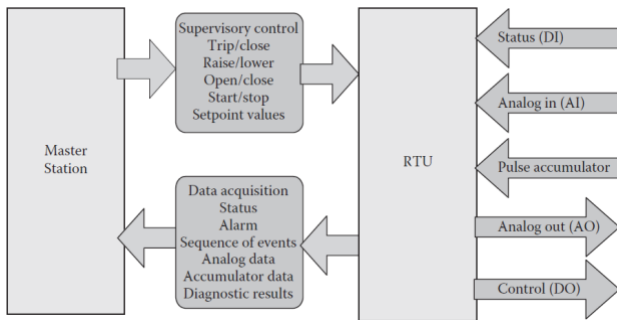 Master
Station
Supervisory control
Trip/close
Raise/lower
Open/close
Start/stop
Setpoint values
Data acquisition
Status
Alarm
Sequence of events
Analog data
Accumulator data
Diagnostic results
RTU
Status (DI)
Analog in (AI)
Pulse accumulator
Analog out (AO)
Control (DO)